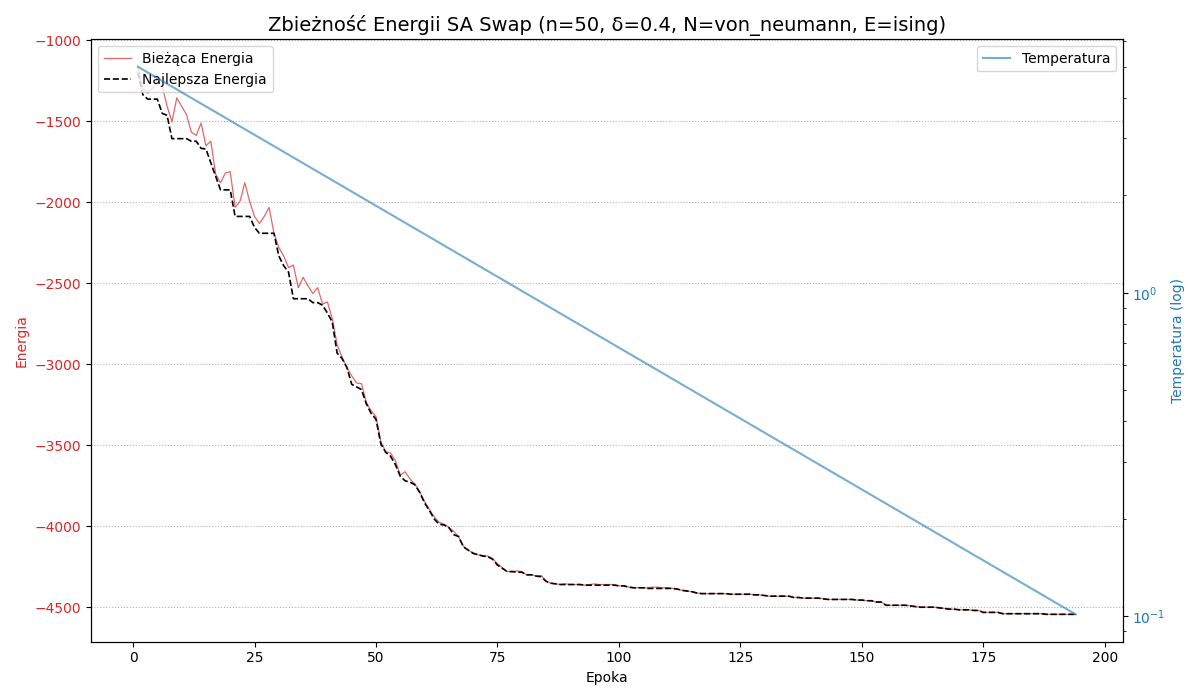 Zbieżność Energii SA Swap (n=50, δ=0.4, N=von_neumann, E=ising)
Bieżąca Energia
Najlepsza Energia
Temperatura
−1000
−1500
−2000
−2500
−3000
−3500
−4000
−4500
Energia
10⁰
10⁻¹
Temperatura (log)
0 25 50 75 100 125 150 175 200
Epoka